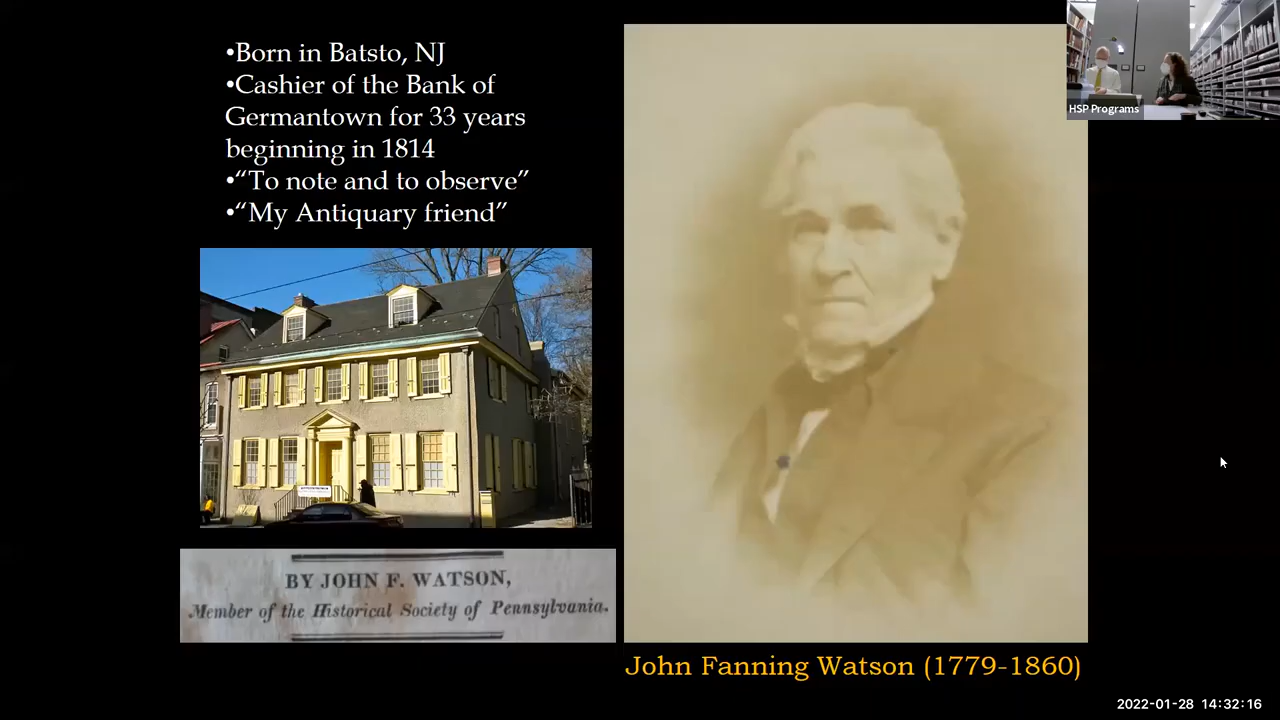 •Born in Batsto, NJ
•Cashier of the Bank of
Germantown for 33 years
beginning in 1814
•“To note and to observe”
•“My Antiquary friend”
BY JOHN F. WATSON,
Member of the Historical Society of Pennsylvania.
John Fanning Watson (1779-1860)
HSP Programs
2022-01-28 14:32:16